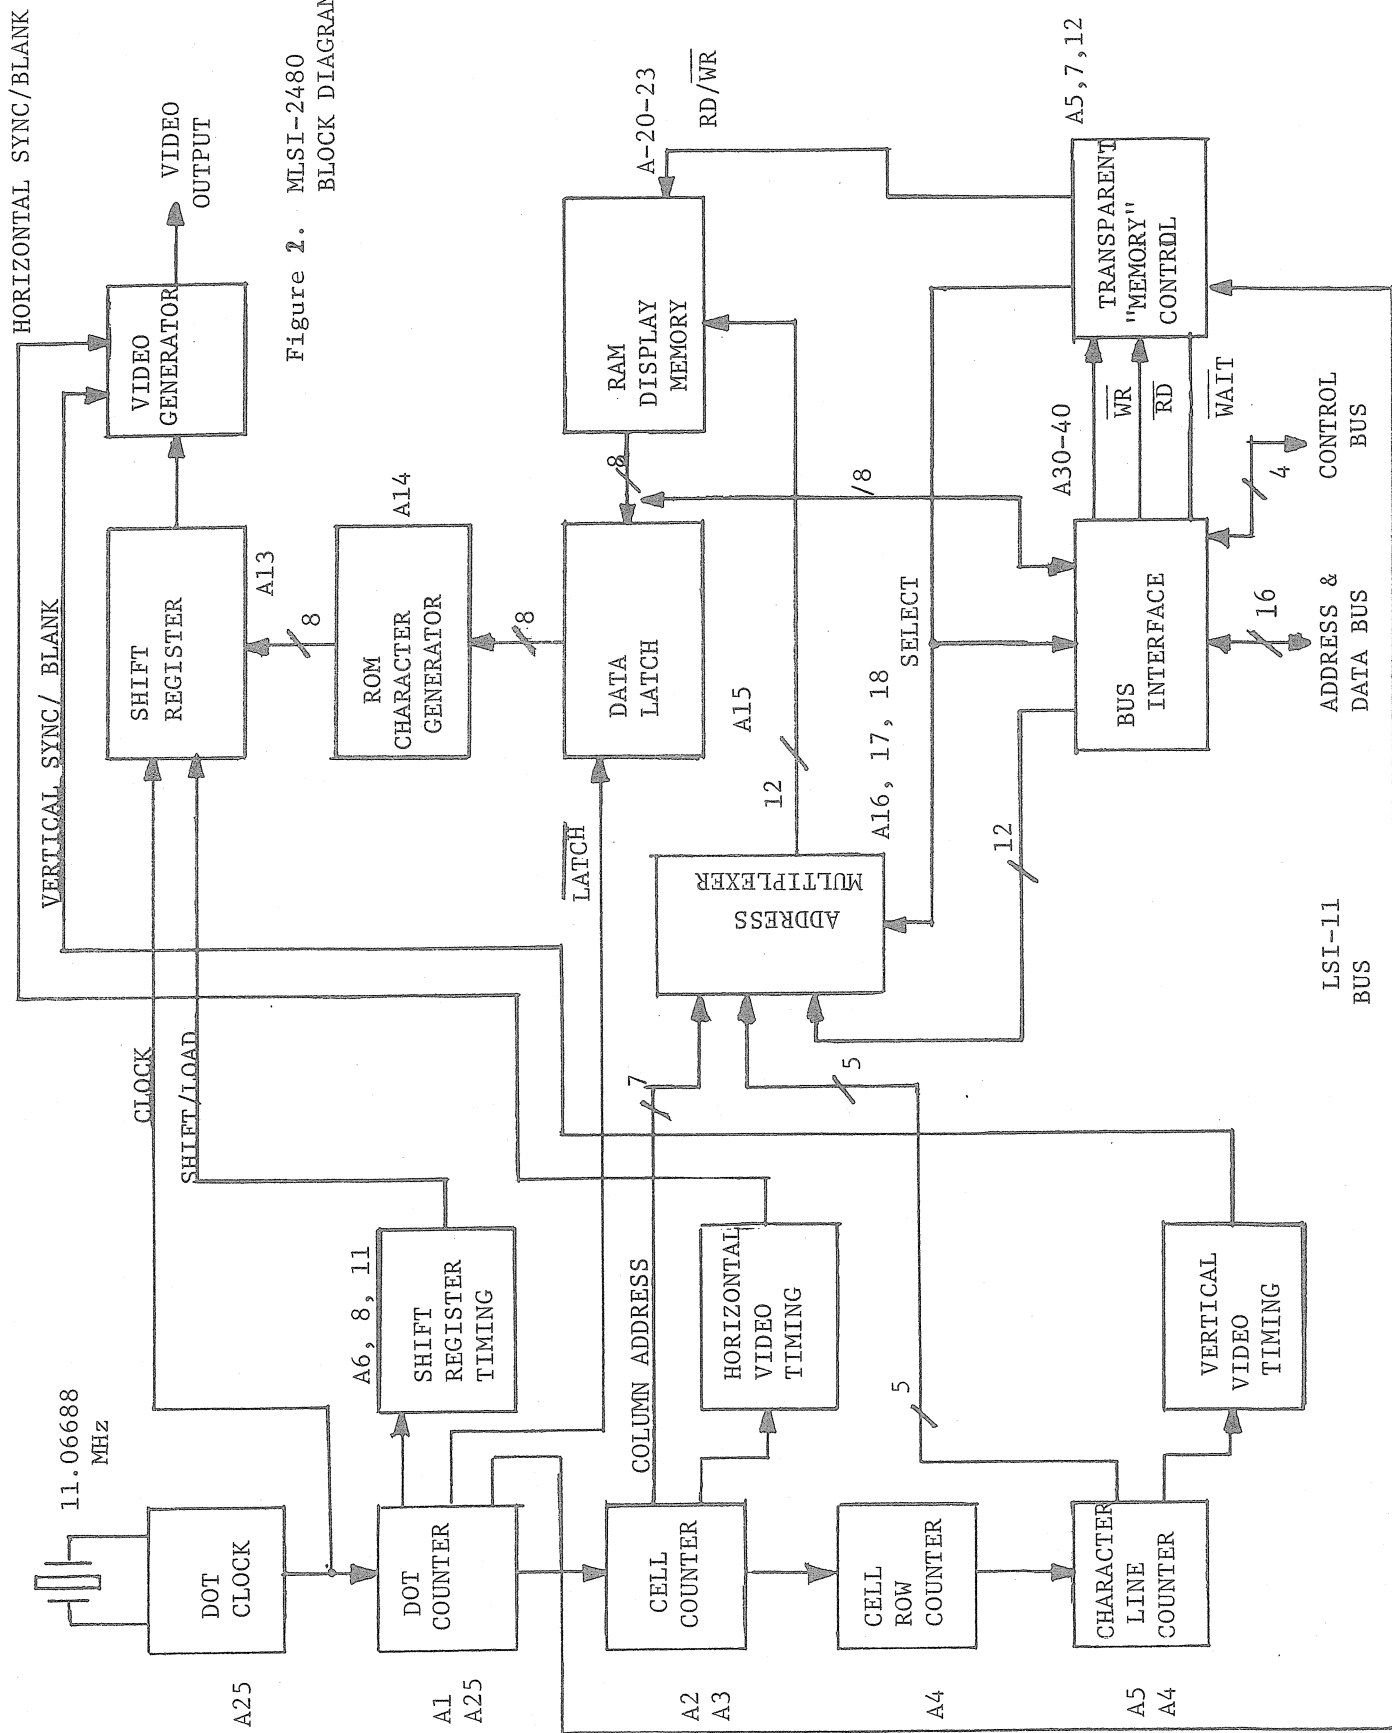 HORIZONTAL SYNC/BLANK
VERTICAL SYNC/ BLANK
VIDEO
GENERATOR
VIDEO
OUTPUT
Figure 2. MLSI-2480
BLOCK DIAGRAM
CLOCK
SHIFT/LOAD
SHIFT
REGISTER
A13
8
ROM
CHARACTER
GENERATOR
A14
8
DATA
LATCH
A15
LATCH
8
RAM
DISPLAY
MEMORY
A-20-23
RD/WR
11.06688
MHz
DOT
CLOCK
A25
DOT
COUNTER
A1
A25
A6, 8, 11
SHIFT
REGISTER
TIMING
CELL
COUNTER
A2
A3
COLUMN ADDRESS
7
HORIZONTAL
VIDEO
TIMING
CELL
ROW
COUNTER
A4
5
5
CHARACTER
LINE
COUNTER
A5
A4
VERTICAL
VIDEO
TIMING
ADDRESS
MULTIPLEXER
A16, 17, 18
12
12
SELECT
/8
BUS
INTERFACE
A30-40
WR
RD
WAIT
TRANSPARENT
"MEMORY"
CONTROL
A5,7,12
4
CONTROL
BUS
16
ADDRESS &
DATA BUS
LSI-11
BUS